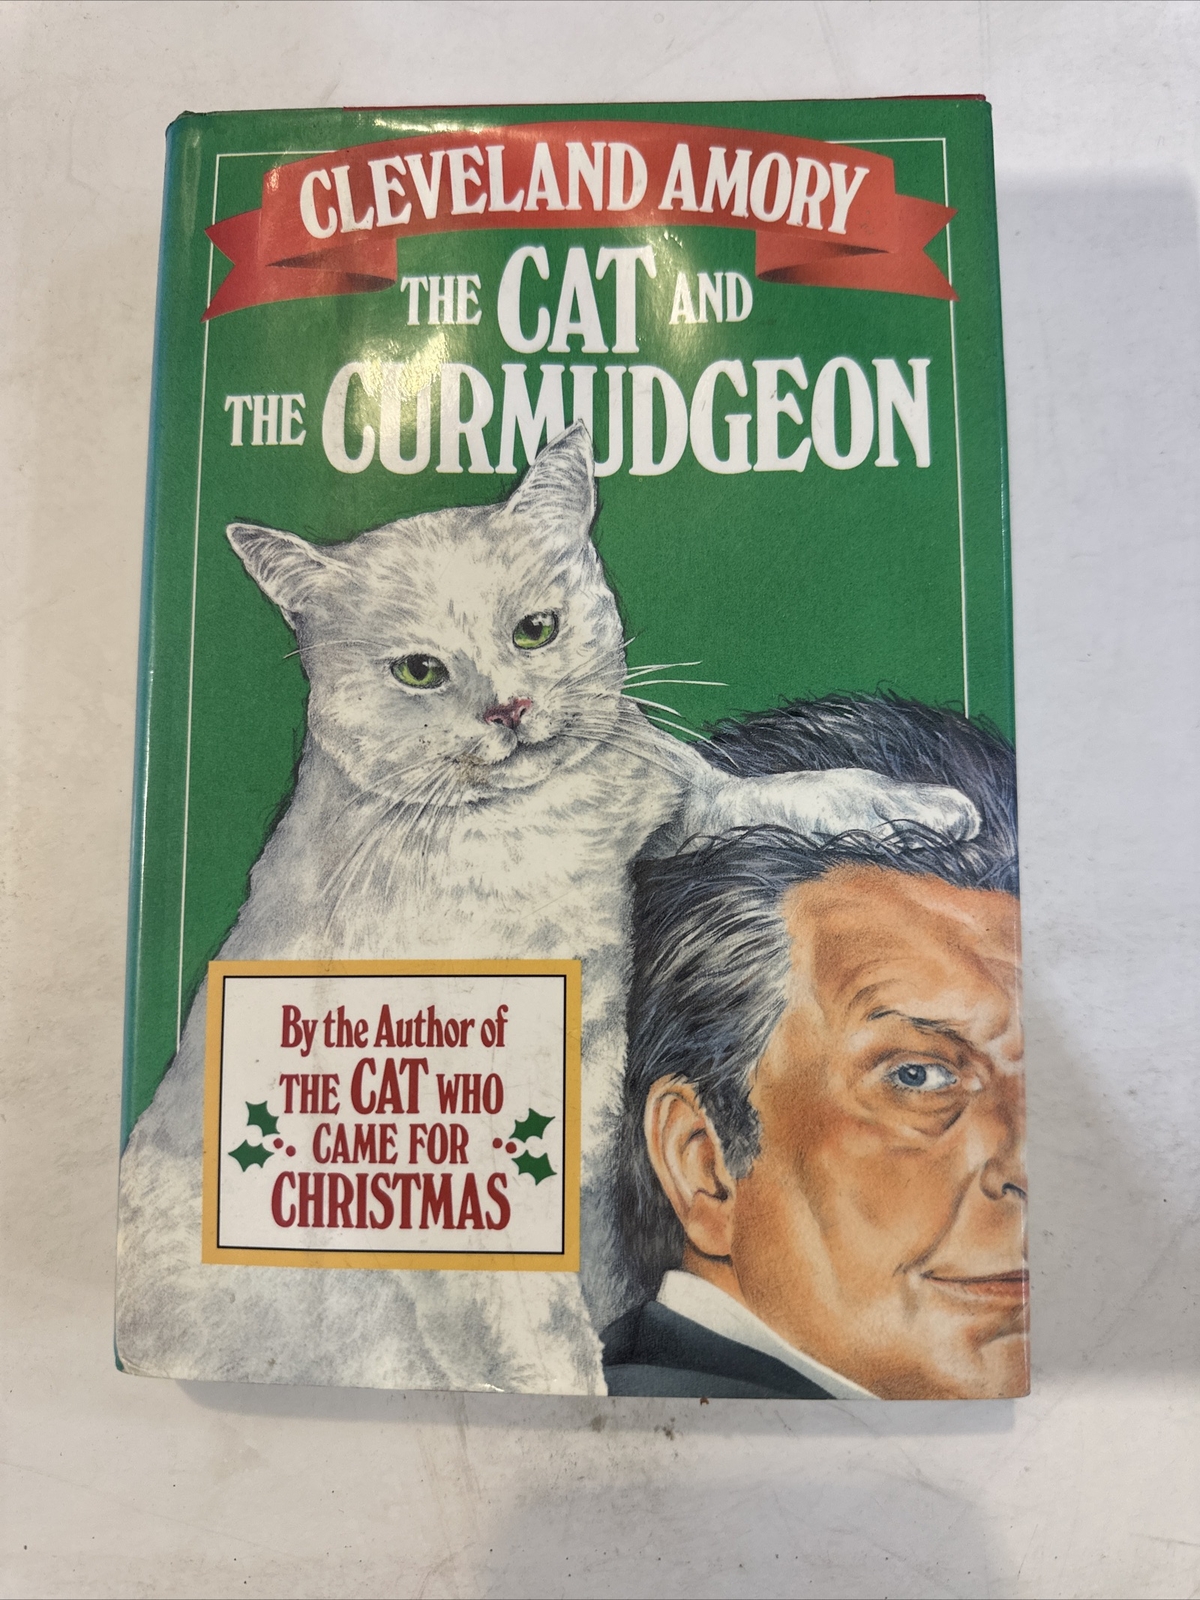 CLEVELAND AMORY
THE CAT AND
THE CURMUDGEON
By the Author of
THE CAT WHO
CAME FOR
CHRISTMAS